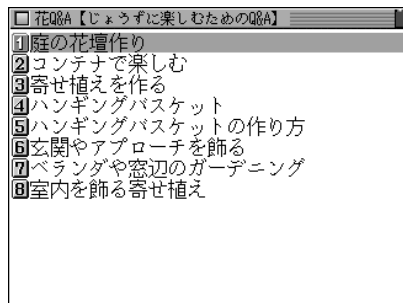 花Q&A【じょうずに楽しむためのQ&A】
1庭の花壇作り
2コンテナで楽しむ
3寄せ植えを作る
4ハンギングバスケット
5ハンギングバスケットの作り方
6玄関やアプローチを飾る
7ベランダや窓辺のガーデニング
8室内を飾る寄せ植え